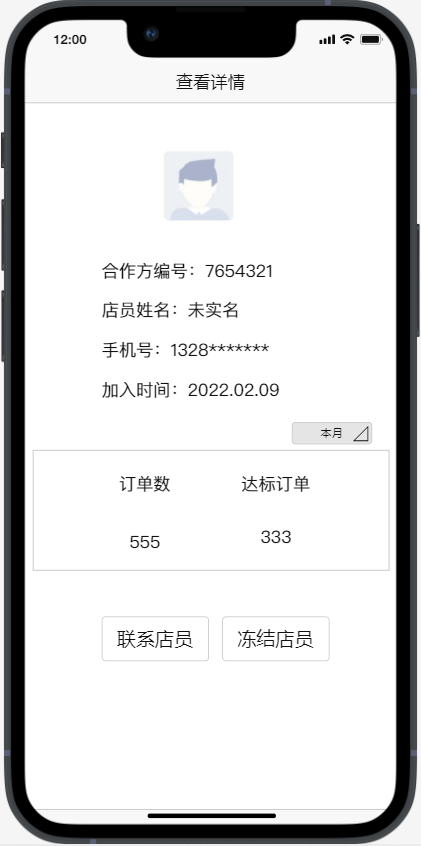 12:00
查看详情
合作方编号：7654321
店员姓名：未实名
手机号：1328*******
加入时间：2022.02.09
本月
订单数 达标订单
555 333
联系店员 冻结店员